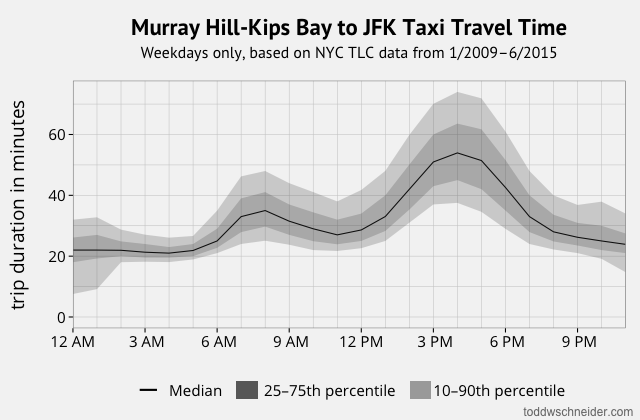 Murray Hill-Kips Bay to JFK Taxi Travel Time
Weekdays only, based on NYC TLC data from 1/2009–6/2015
trip duration in minutes
60
40
20
0
12 AM 3 AM 6 AM 9 AM 12 PM 3 PM 6 PM 9 PM
Median 25–75th percentile 10–90th percentile
toddwschneider.com